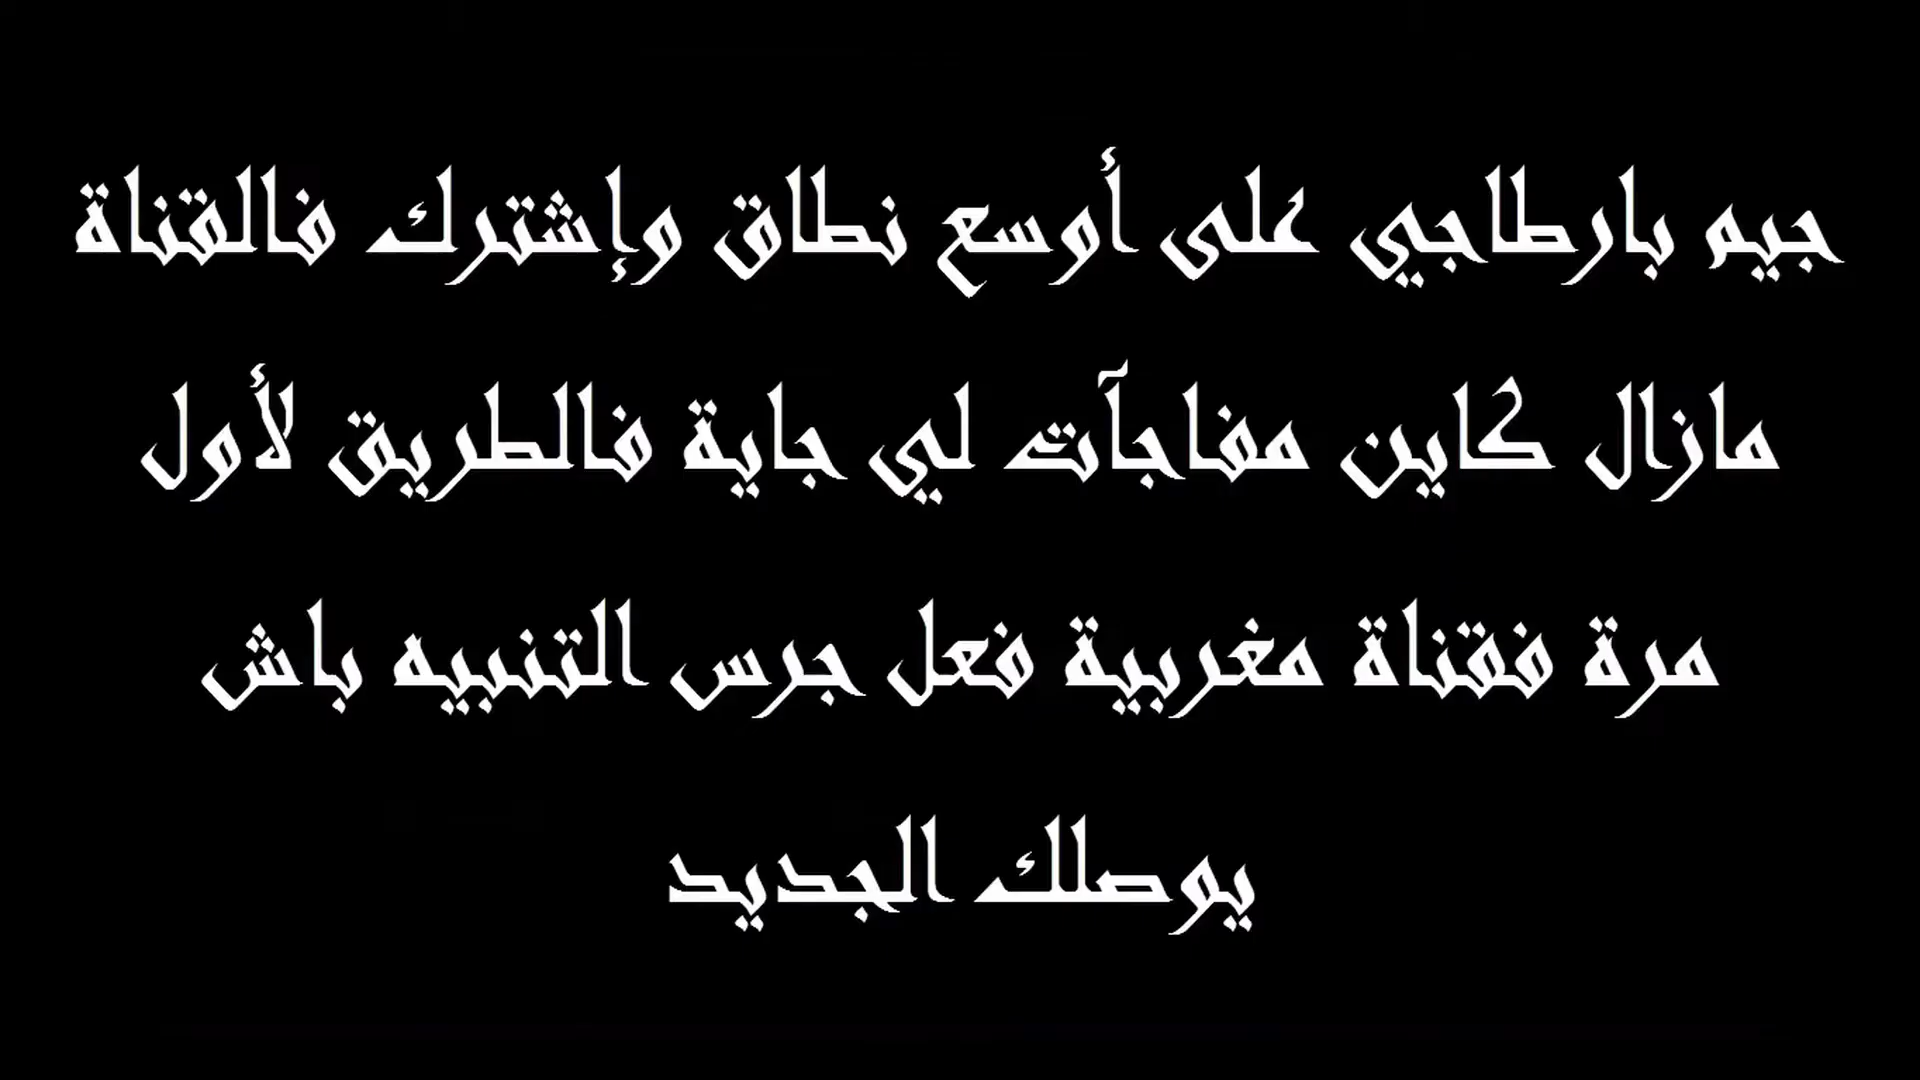 جيم بارطاجي على أوسع نطاق وإشترك فالقناة
مازال كاين مفاجآت لي جاية فالطريق لأول
مرة فقناة مغربية فعل جرس التنبيه باش
يوصلك الجديد